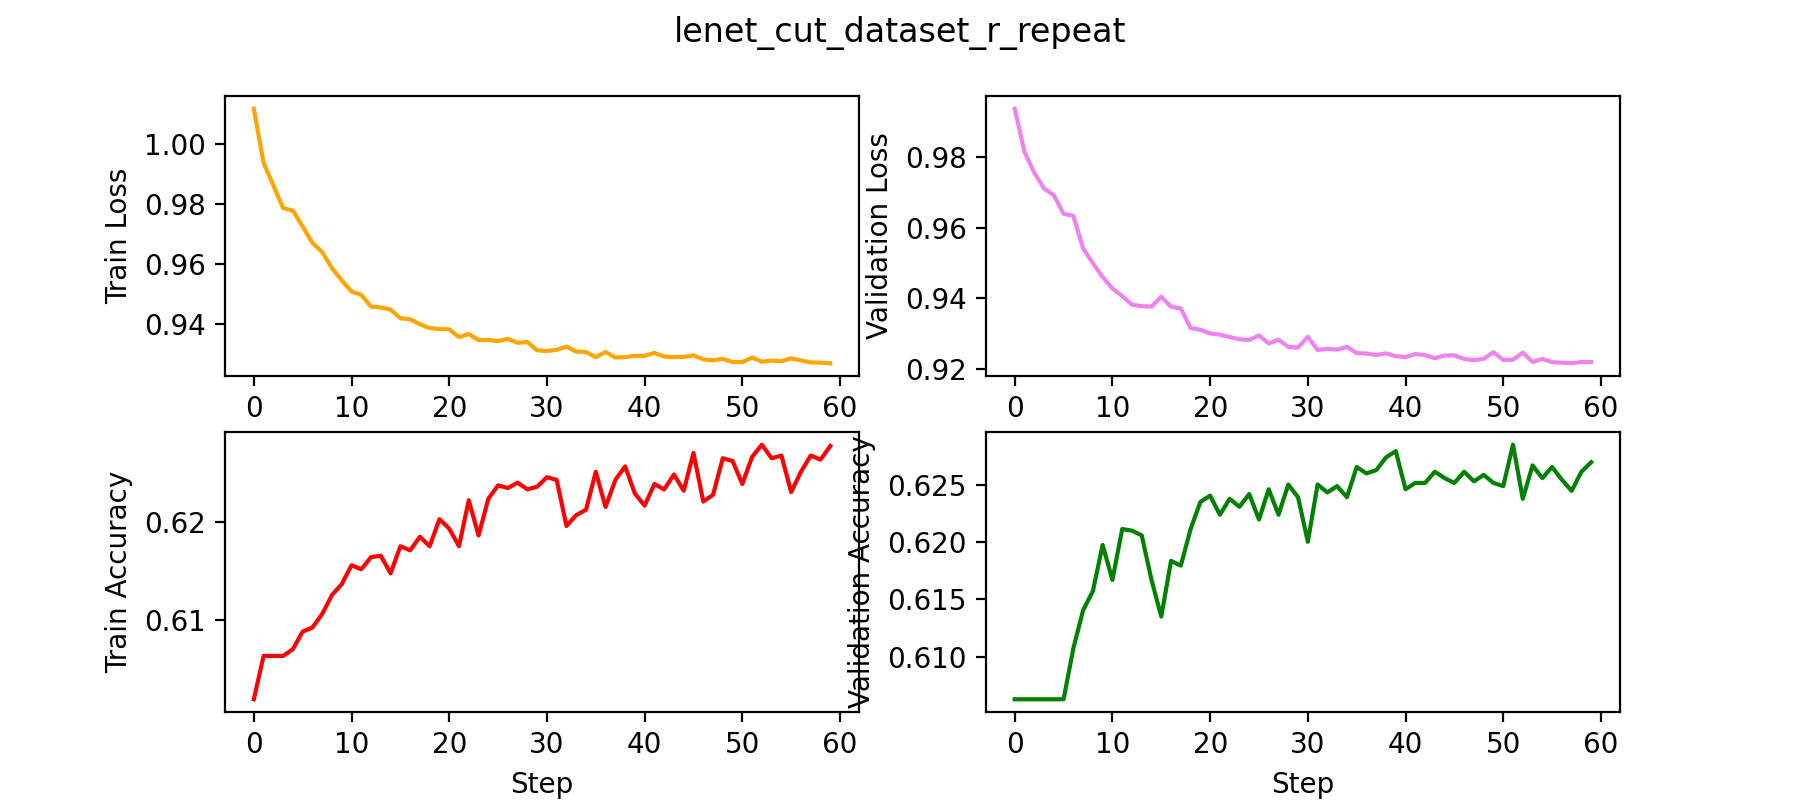 lenet_cut_dataset_r_repeat
Train Loss
1.00
0.98
0.96
0.94
0 10 20 30 40 50 60
Validation Loss
0.98
0.96
0.94
0.92
0 10 20 30 40 50 60
Train Accuracy
0.62
0.61
0 10 20 30 40 50 60
Step
Validation Accuracy
0.625
0.620
0.615
0.610
0 10 20 30 40 50 60
Step